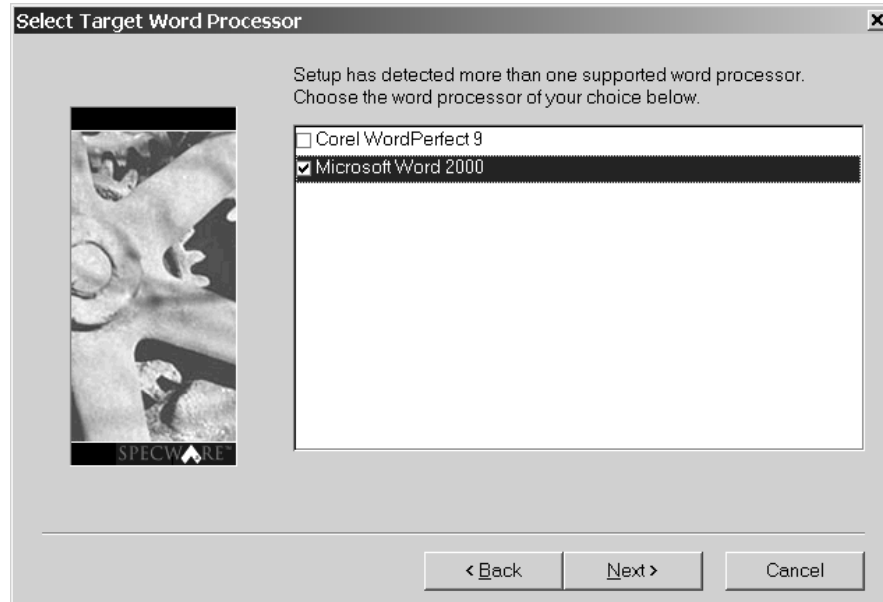 Select Target Word Processor
Setup has detected more than one supported word processor.
Choose the word processor of your choice below.
Corel WordPerfect 9
Microsoft Word 2000
SPECWARE™
< Back
Next >
Cancel